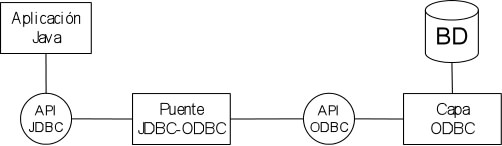 Aplicación
Java
BD
API
JDBC
Puente
JDBC-ODBC
API
ODBC
Capa
ODBC